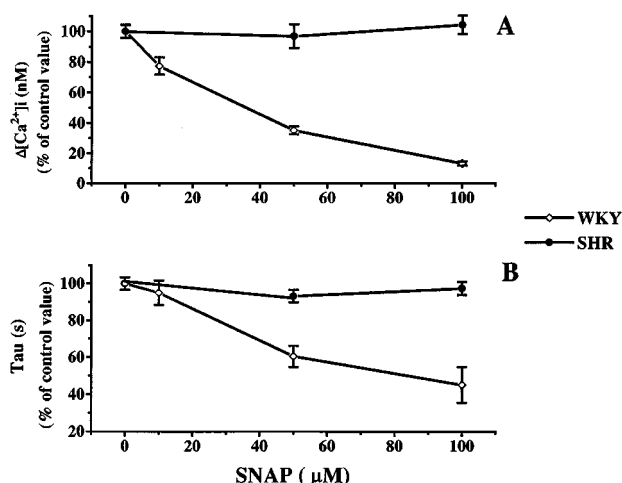 A
Δ[Ca²⁺]i (nM)
(% of control value)
100
80
60
40
20
0
0 20 40 60 80 100
WKY
SHR
B
Tau (s)
(% of control value)
100
80
60
40
20
0 20 40 60 80 100
SNAP ( μM)